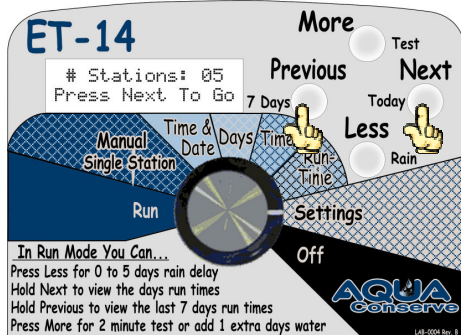 ET-14
More
Test
# Stations: 05
Press Next To Go
Previous
Next
7 Days
Today
Less
Rain
Manual
Single Station
Time &
Date
Days
Run-
Time
Run
Settings
Off
In Run Mode You Can...
Press Less for 0 to 5 days rain delay
Hold Next to view the days run times
Hold Previous to view the last 7 days run times
Press More for 2 minute test or add 1 extra days water
AQUA
Conserve
LAB-0004 Rev. B